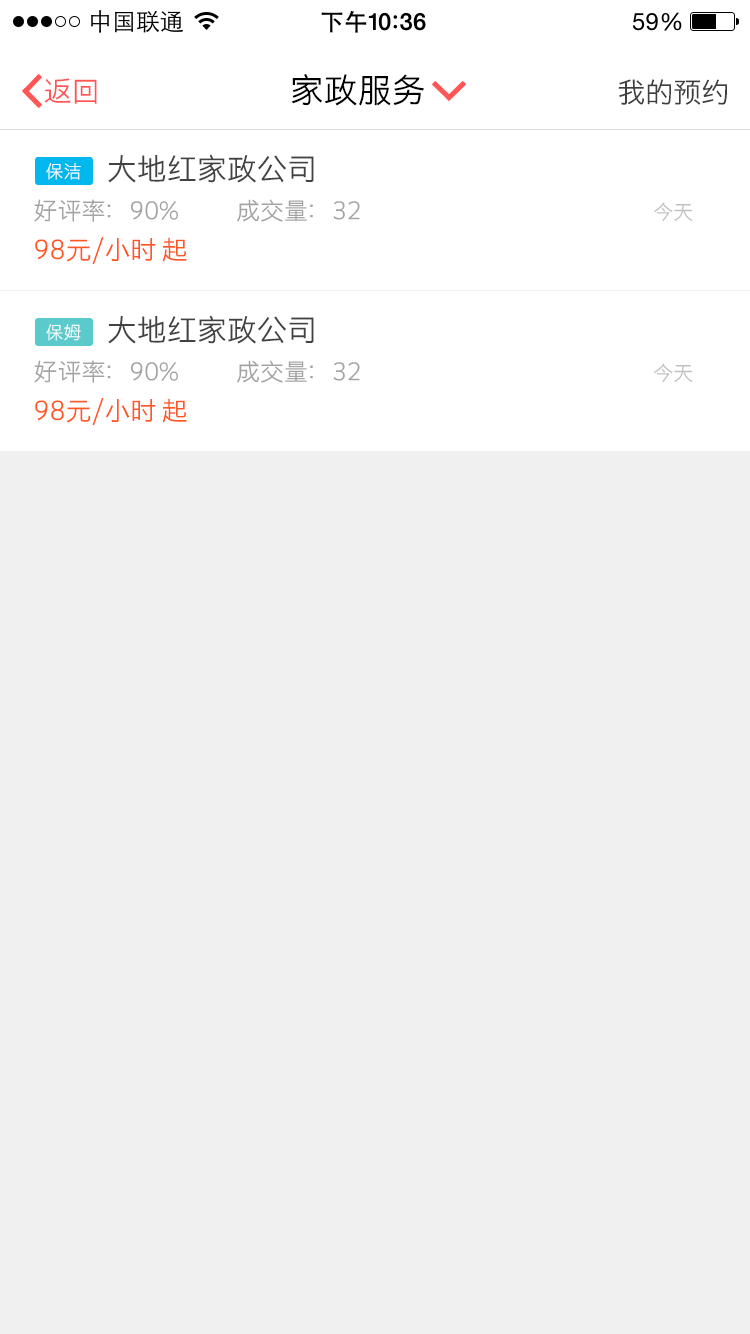 中国联通 下午10:36 59%
返回 家政服务 我的预约
保洁 大地红家政公司
好评率: 90% 成交量: 32 今天
98元/小时 起
保姆 大地红家政公司
好评率: 90% 成交量: 32 今天
98元/小时 起